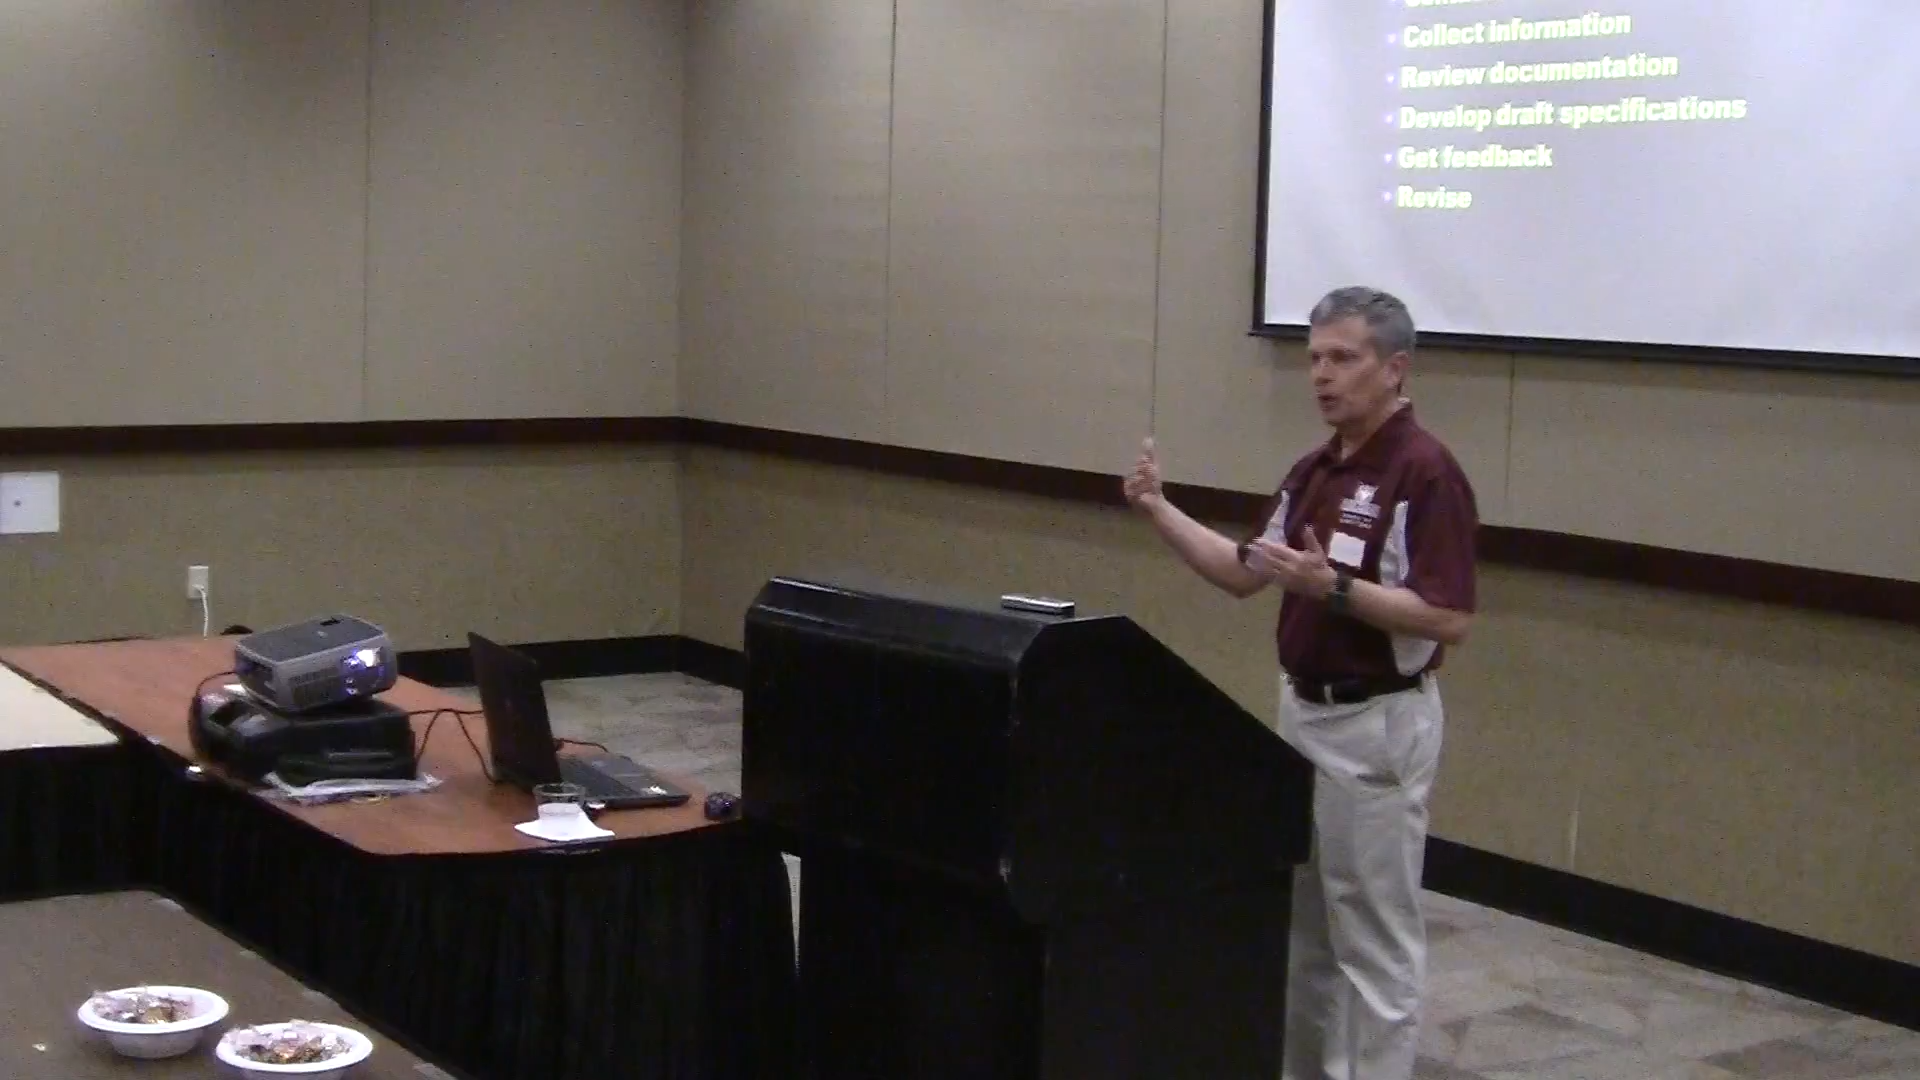 • Collect information
• Review documentation
• Develop draft specifications
• Get feedback
• Revise